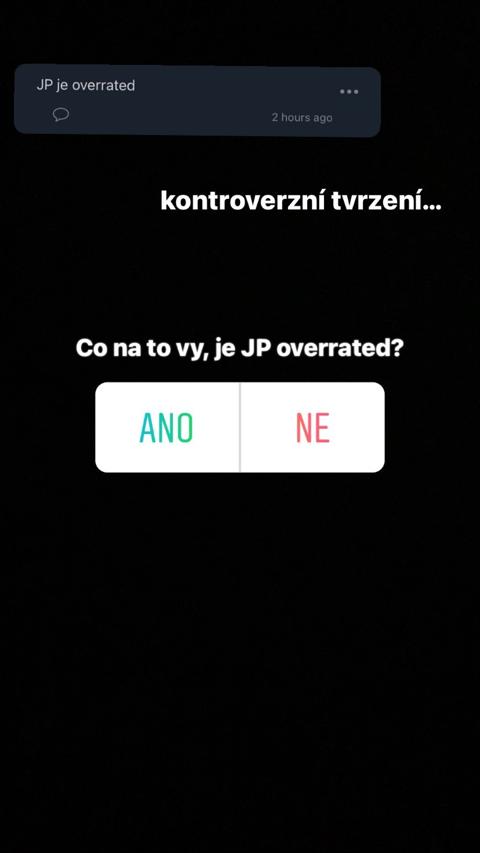 JP je overrated
2 hours ago
kontroverzní tvrzení...
Co na to vy, je JP overrated?
ANO
NE